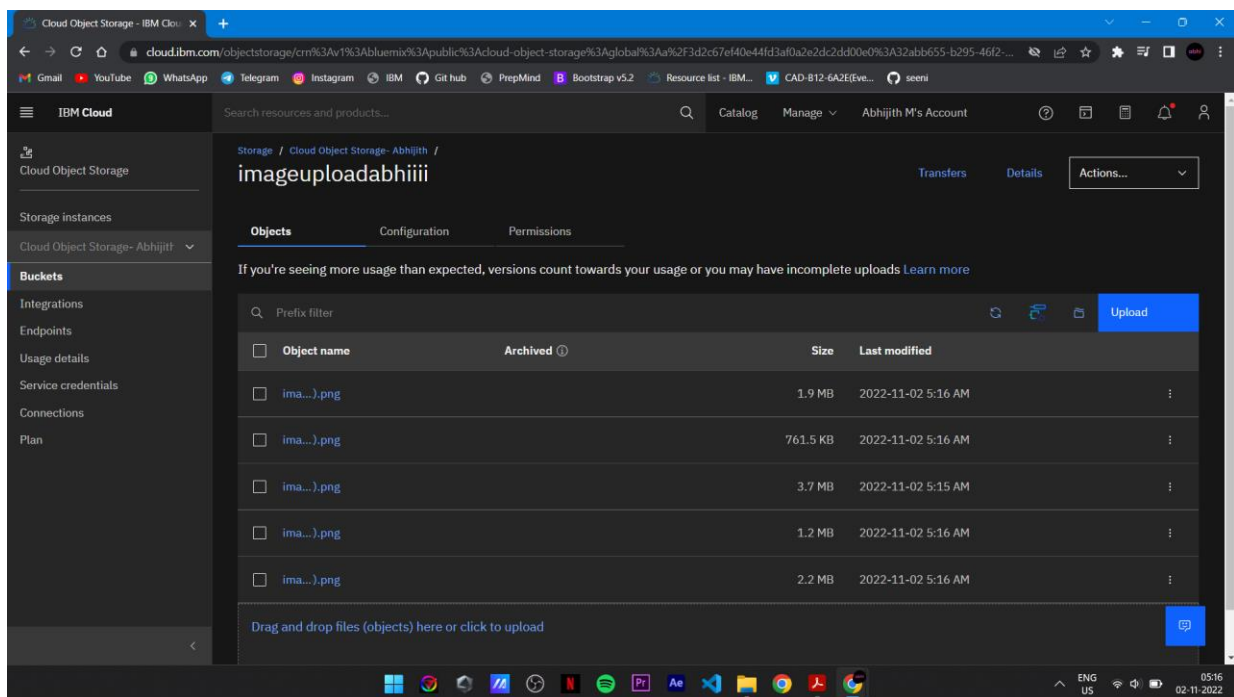 Cloud Object Storage - IBM Clou
cloud.ibm.com/objectstorage/crn%3Av1%3Abluemix%3Apublic%3Acloud-object-storage%3Aglobal%3Aa%2F3d2c67ef40e44fd3af0a2e2dc2dd00e0%3A32abb655-b295-46f2-...
Gmail YouTube WhatsApp Telegram Instagram IBM Git hub PrepMind Bootstrap v5.2 Resource list - IBM... CAD-B12-6A2E(Eve... seeni
IBM Cloud Search resources and products... Catalog Manage Abhijith M's Account
Cloud Object Storage
Storage instances
Cloud Object Storage- Abhijith
Buckets
Integrations
Endpoints
Usage details
Service credentials
Connections
Plan
Storage / Cloud Object Storage- Abhijith /
imageuploadabhiiii
Transfers Details Actions...
Objects Configuration Permissions
If you're seeing more usage than expected, versions count towards your usage or you may have incomplete uploads Learn more
Prefix filter Upload
Object name Archived Size Last modified
ima...).png 1.9 MB 2022-11-02 5:16 AM
ima...).png 761.5 KB 2022-11-02 5:16 AM
ima...).png 3.7 MB 2022-11-02 5:15 AM
ima...).png 1.2 MB 2022-11-02 5:16 AM
ima...).png 2.2 MB 2022-11-02 5:16 AM
Drag and drop files (objects) here or click to upload
N Pr Ae
ENG 05:16
US 02-11-2022